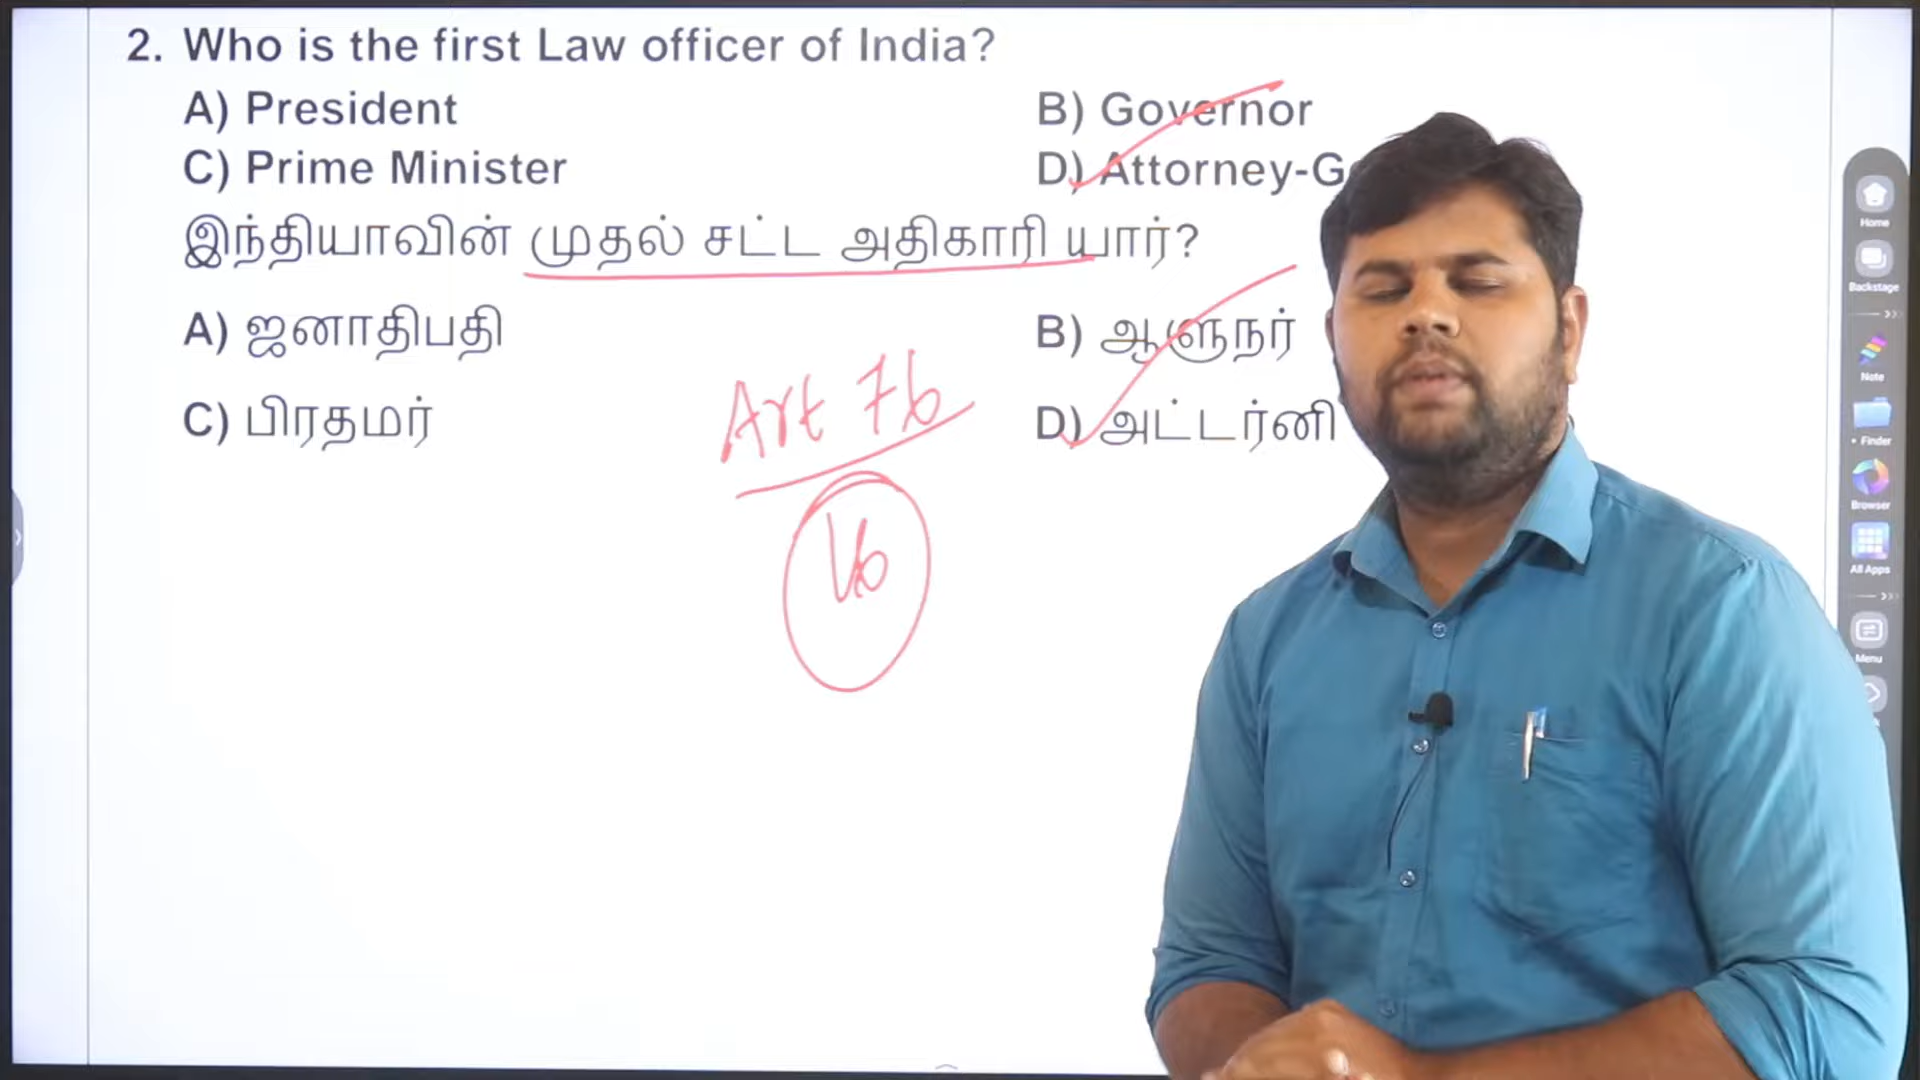 2. Who is the first Law officer of India?
A) President
B) Governor
C) Prime Minister
D) Attorney-G
இந்தியாவின் முதல் சட்ட அதிகாரி யார்?
A) ஜனாதிபதி
B) ஆளுநர்
C) பிரதமர்
D) அட்டர்னி
Art 76
Home
Backstage
Note
Finder
Browser
All Apps
Menu